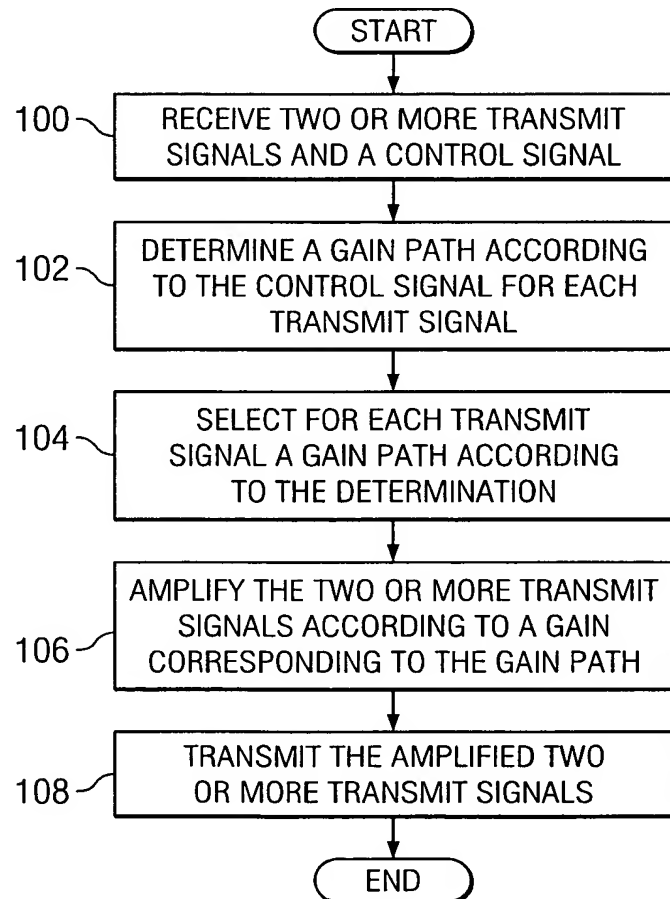 START
100
RECEIVE TWO OR MORE TRANSMIT
SIGNALS AND A CONTROL SIGNAL
102
DETERMINE A GAIN PATH ACCORDING
TO THE CONTROL SIGNAL FOR EACH
TRANSMIT SIGNAL
104
SELECT FOR EACH TRANSMIT
SIGNAL A GAIN PATH ACCORDING
TO THE DETERMINATION
106
AMPLIFY THE TWO OR MORE TRANSMIT
SIGNALS ACCORDING TO A GAIN
CORRESPONDING TO THE GAIN PATH
108
TRANSMIT THE AMPLIFIED TWO
OR MORE TRANSMIT SIGNALS
END